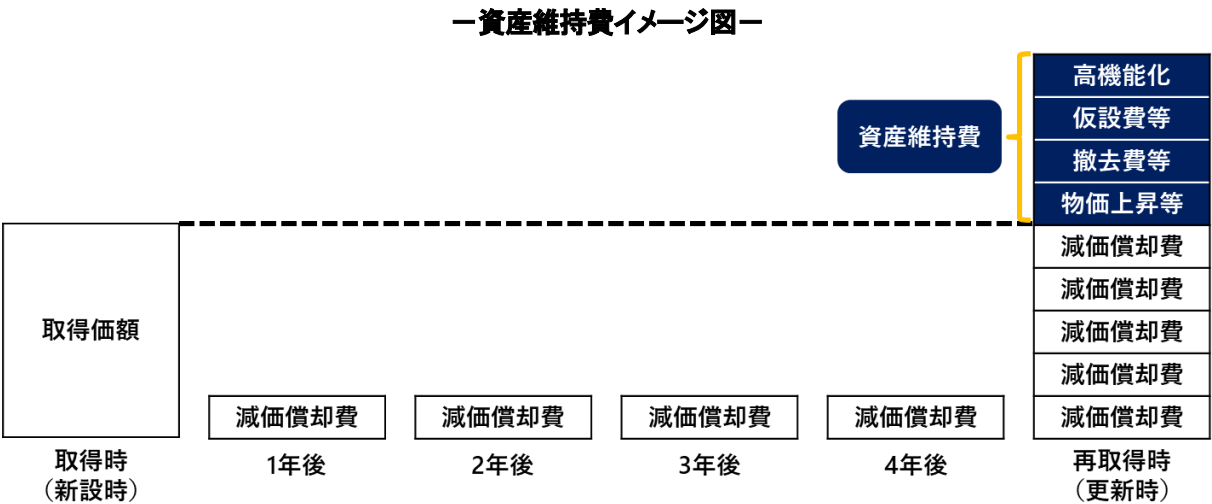 －資産維持費イメージ図－
高機能化
仮設費等
撤去費等
物価上昇等
資産維持費
減価償却費
減価償却費
減価償却費
減価償却費
減価償却費
取得価額
減価償却費
減価償却費
減価償却費
減価償却費
取得時
（新設時）
1年後
2年後
3年後
4年後
再取得時
（更新時）